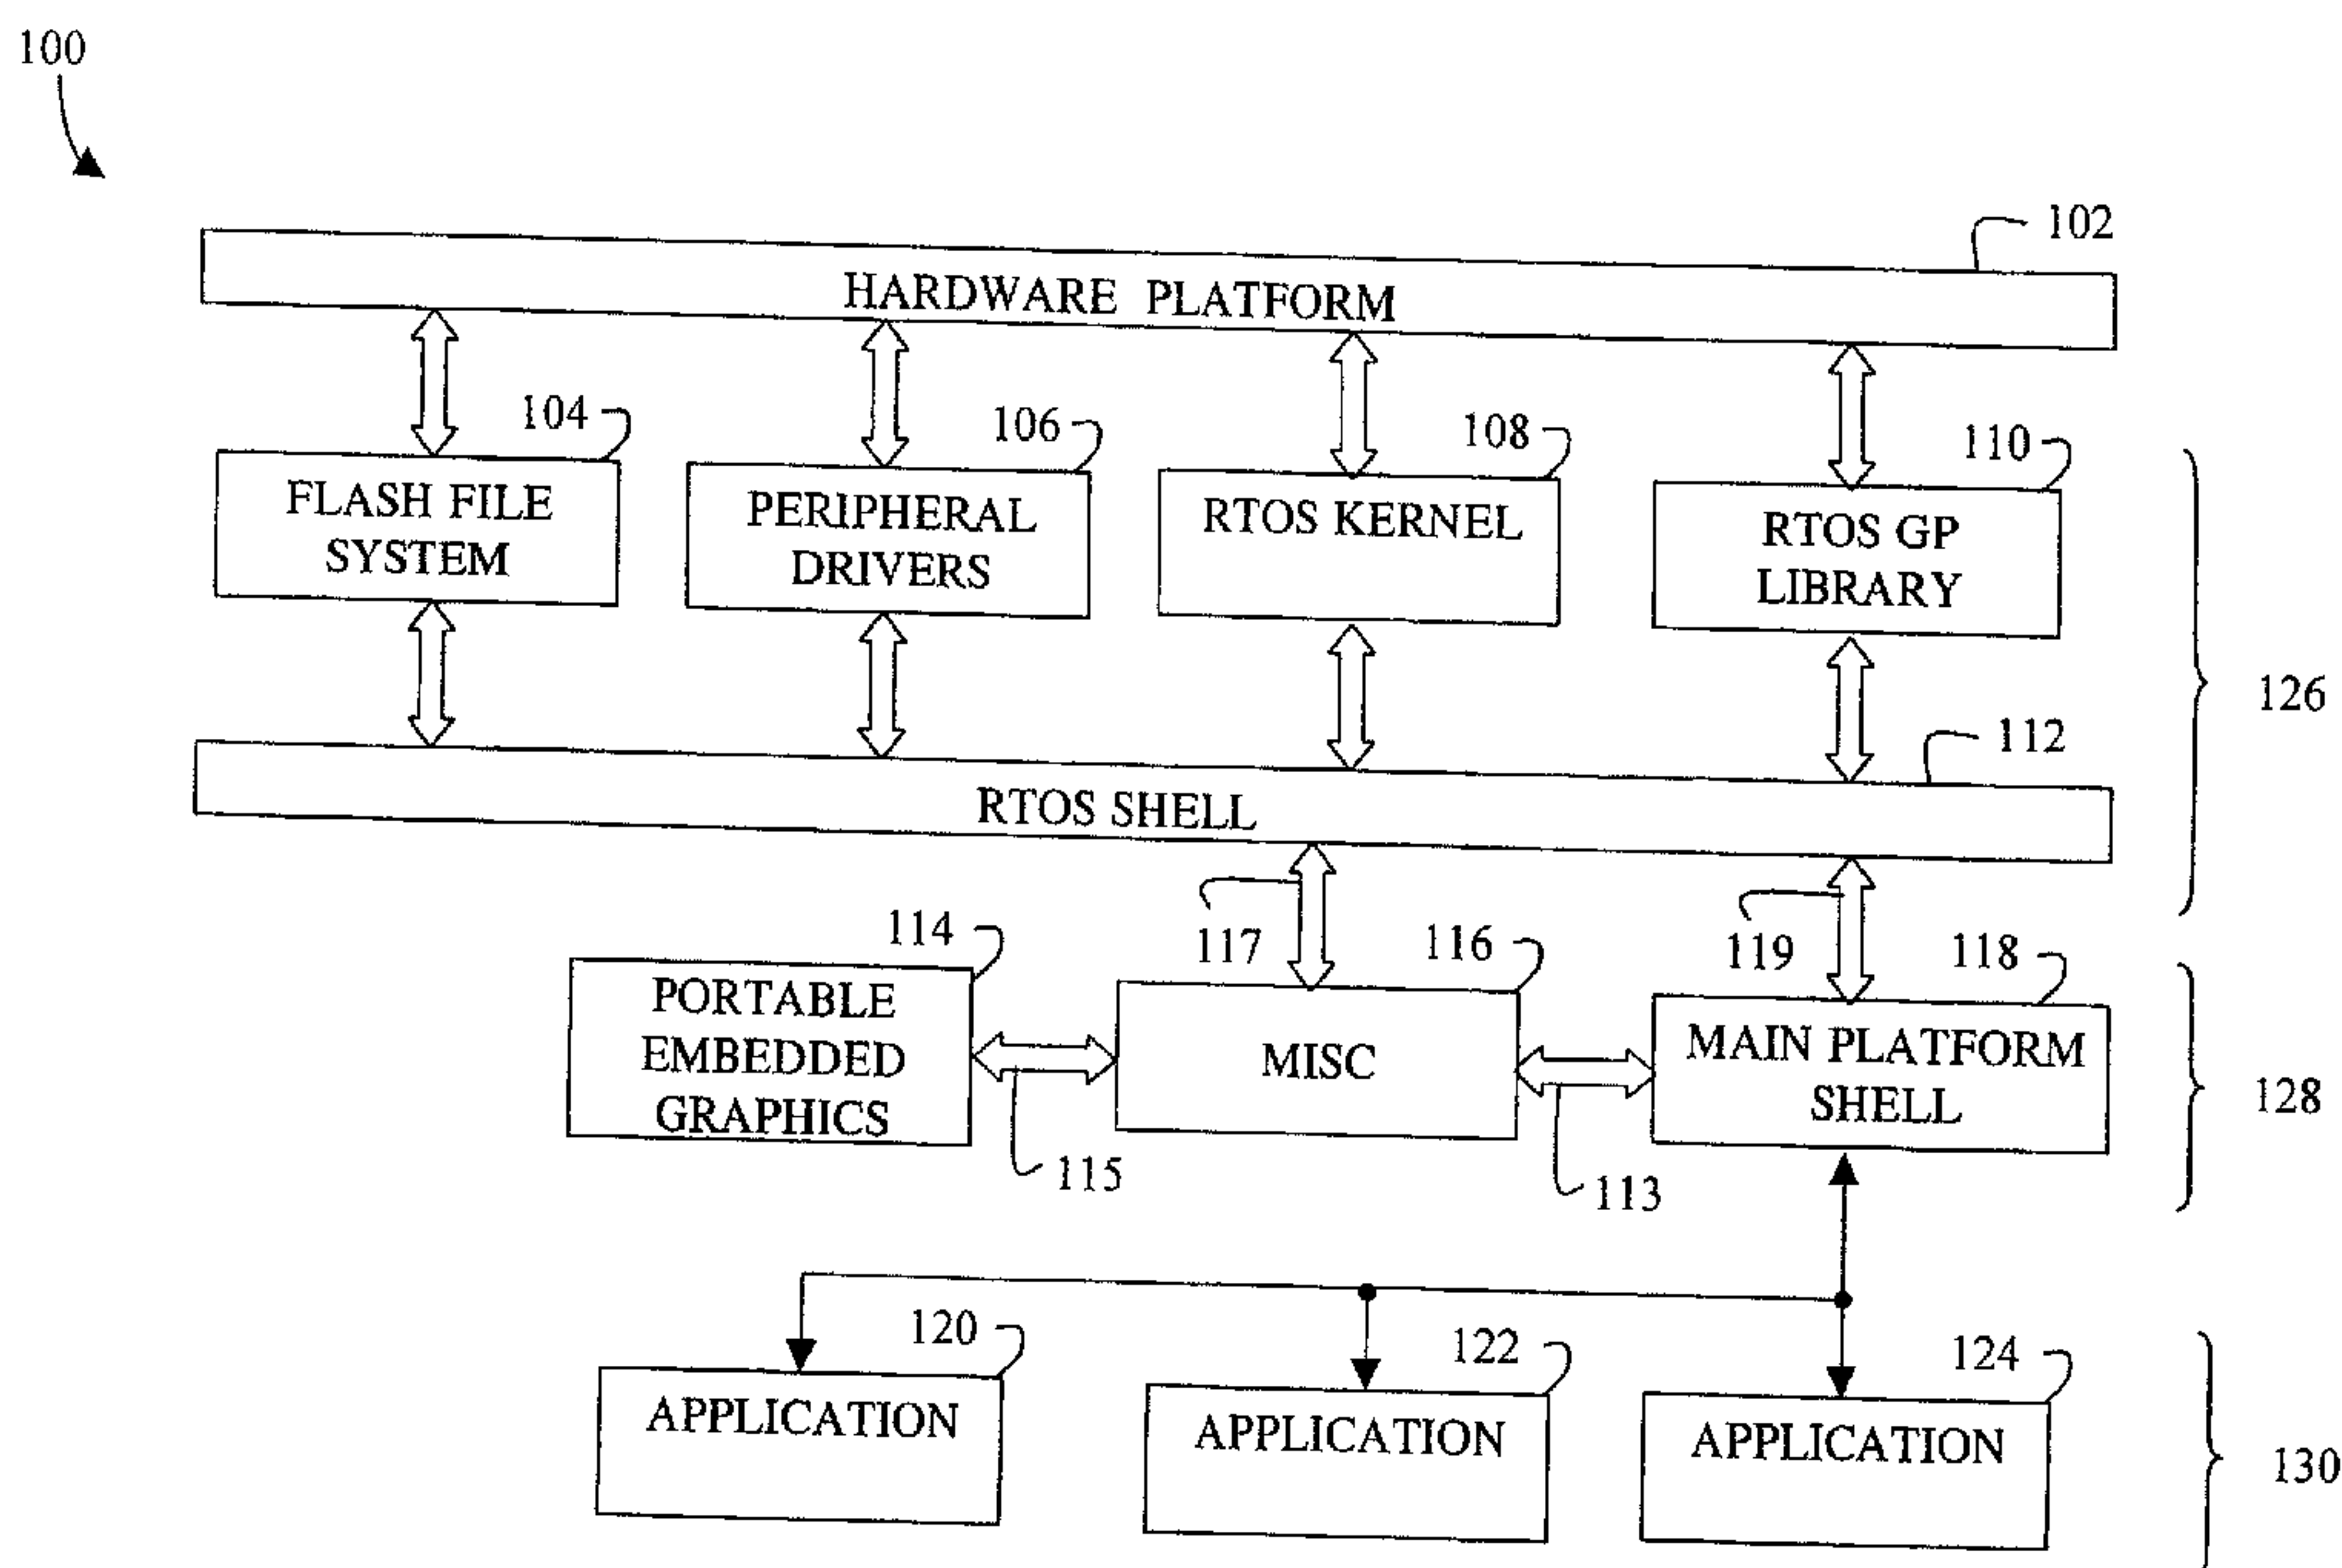 100
102
HARDWARE PLATFORM
104
106
108
110
FLASH FILE
SYSTEM
PERIPHERAL
DRIVERS
RTOS KERNEL
RTOS GP
LIBRARY
126
112
RTOS SHELL
117
119
114
116
118
PORTABLE
EMBEDDED
GRAPHICS
MISC
MAIN PLATFORM
SHELL
128
115
113
120
122
124
APPLICATION
APPLICATION
APPLICATION
130